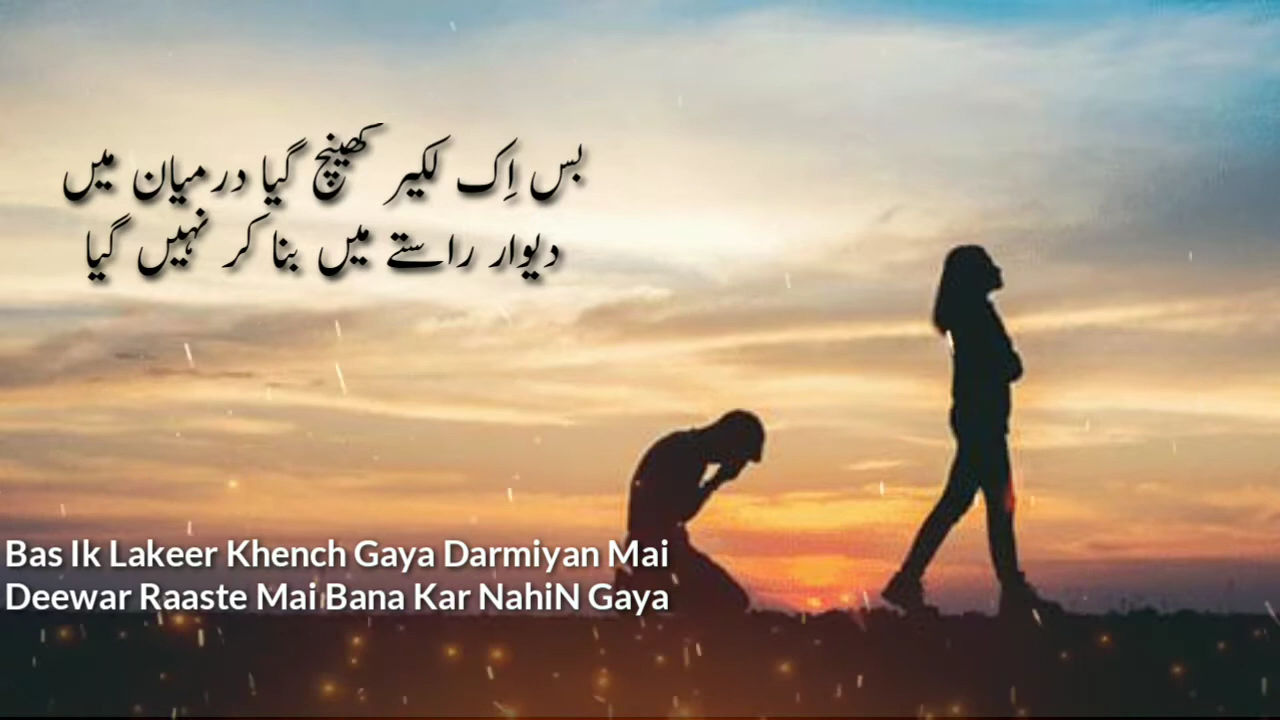 بس اِک لکیر کھینچ گیا درمیان میں
دیوار راستے میں بنا کر نہیں گیا
Bas Ik Lakeer Khench Gaya Darmiyan Mai
Deewar Raaste Mai Bana Kar NahiN Gaya